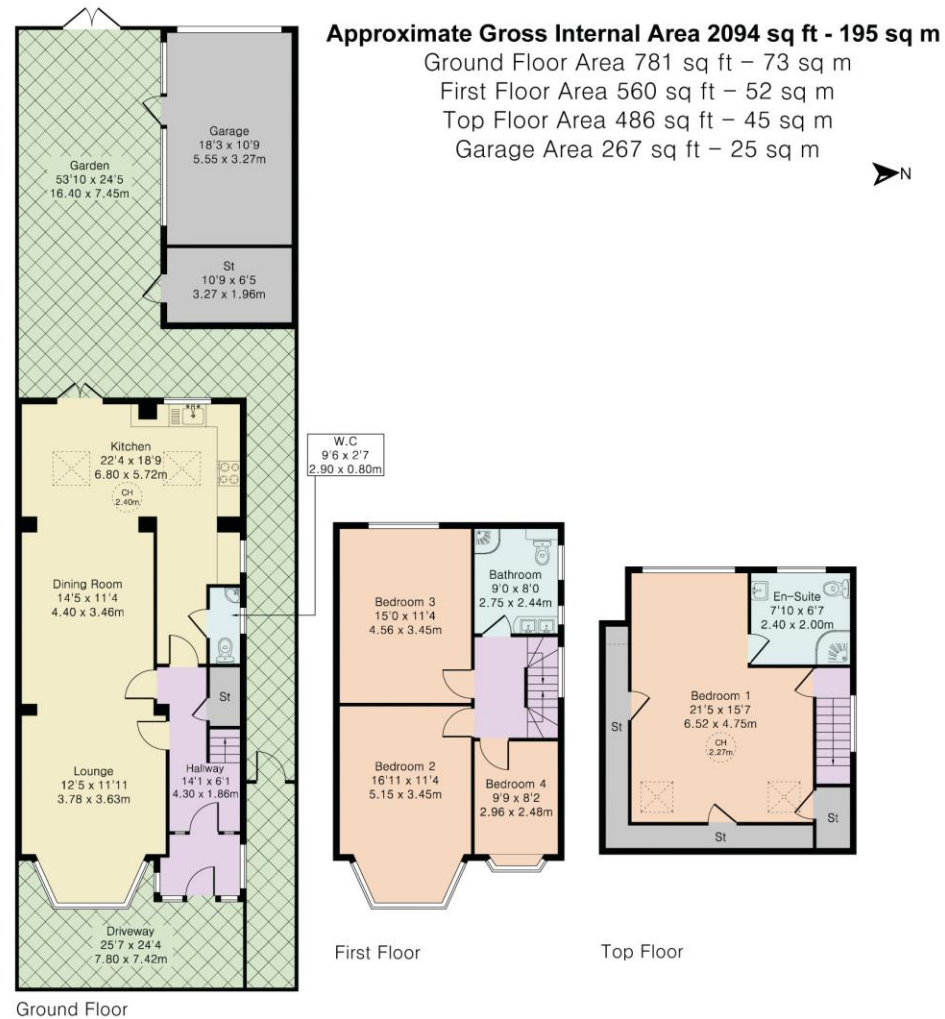 Approximate Gross Internal Area 2094 sq ft - 195 sq m
Ground Floor Area 781 sq ft – 73 sq m
First Floor Area 560 sq ft – 52 sq m
Top Floor Area 486 sq ft – 45 sq m
Garage Area 267 sq ft – 25 sq m
N
Garage
18'3 x 10'9
5.55 x 3.27m
Garden
53'10 x 24'5
16.40 x 7.45m
St
10'9 x 6'5
3.27 x 1.96m
Kitchen
22'4 x 18'9
6.80 x 5.72m
CH
2.40m
W.C
9'6 x 2'7
2.90 x 0.80m
Dining Room
14'5 x 11'4
4.40 x 3.46m
St
Lounge
12'5 x 11'11
3.78 x 3.63m
Hallway
14'1 x 6'1
4.30 x 1.86m
Driveway
25'7 x 24'4
7.80 x 7.42m
Ground Floor
Bedroom 3
15'0 x 11'4
4.56 x 3.45m
Bathroom
9'0 x 8'0
2.75 x 2.44m
Bedroom 2
16'11 x 11'4
5.15 x 3.45m
Bedroom 4
9'9 x 8'2
2.96 x 2.48m
First Floor
En-Suite
7'10 x 6'7
2.40 x 2.00m
Bedroom 1
21'5 x 15'7
6.52 x 4.75m
CH
2.27m
St
St
St
Top Floor